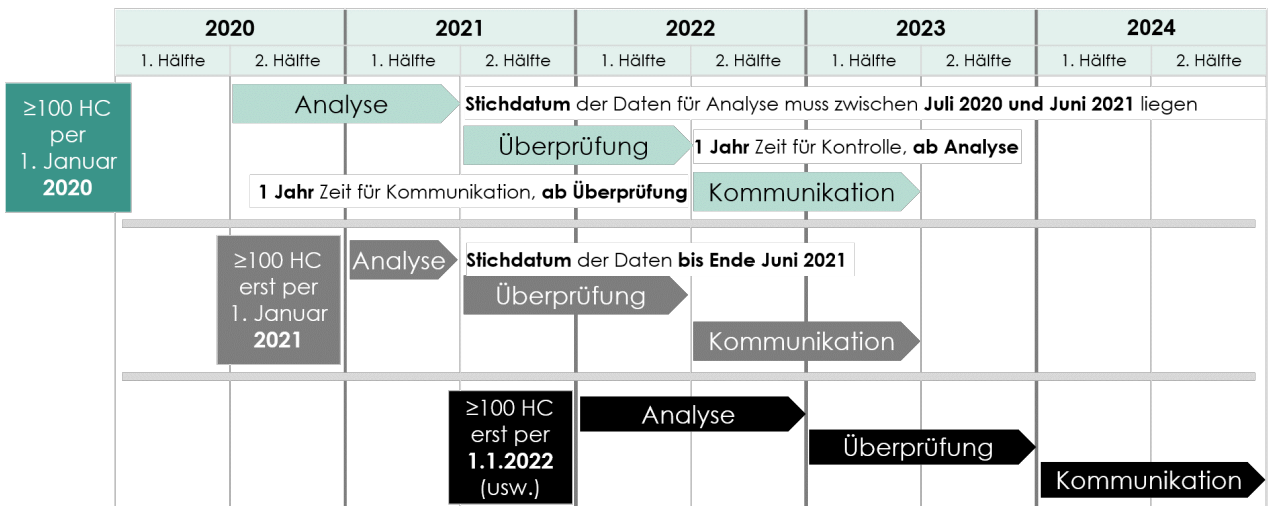 2020
2021
2022
2023
2024
1. Hälfte
2. Hälfte
1. Hälfte
2. Hälfte
1. Hälfte
2. Hälfte
1. Hälfte
2. Hälfte
1. Hälfte
2. Hälfte
≥100 HC
per
1. Januar
2020
Analyse
Stichdatum der Daten für Analyse muss zwischen Juli 2020 und Juni 2021 liegen
Überprüfung
1 Jahr Zeit für Kontrolle, ab Analyse
1 Jahr Zeit für Kommunikation, ab Überprüfung
Kommunikation
≥100 HC
erst per
1. Januar
2021
Analyse
Stichdatum der Daten bis Ende Juni 2021
Überprüfung
Kommunikation
≥100 HC
erst per
1.1.2022
(usw.)
Analyse
Überprüfung
Kommunikation